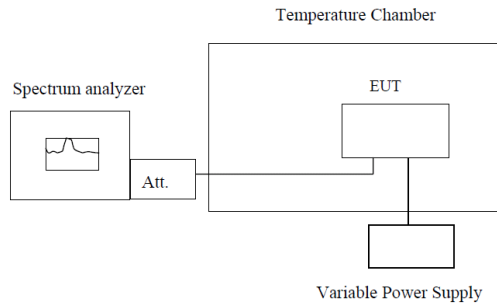 Temperature Chamber
Spectrum analyzer
EUT
Att.
Variable Power Supply